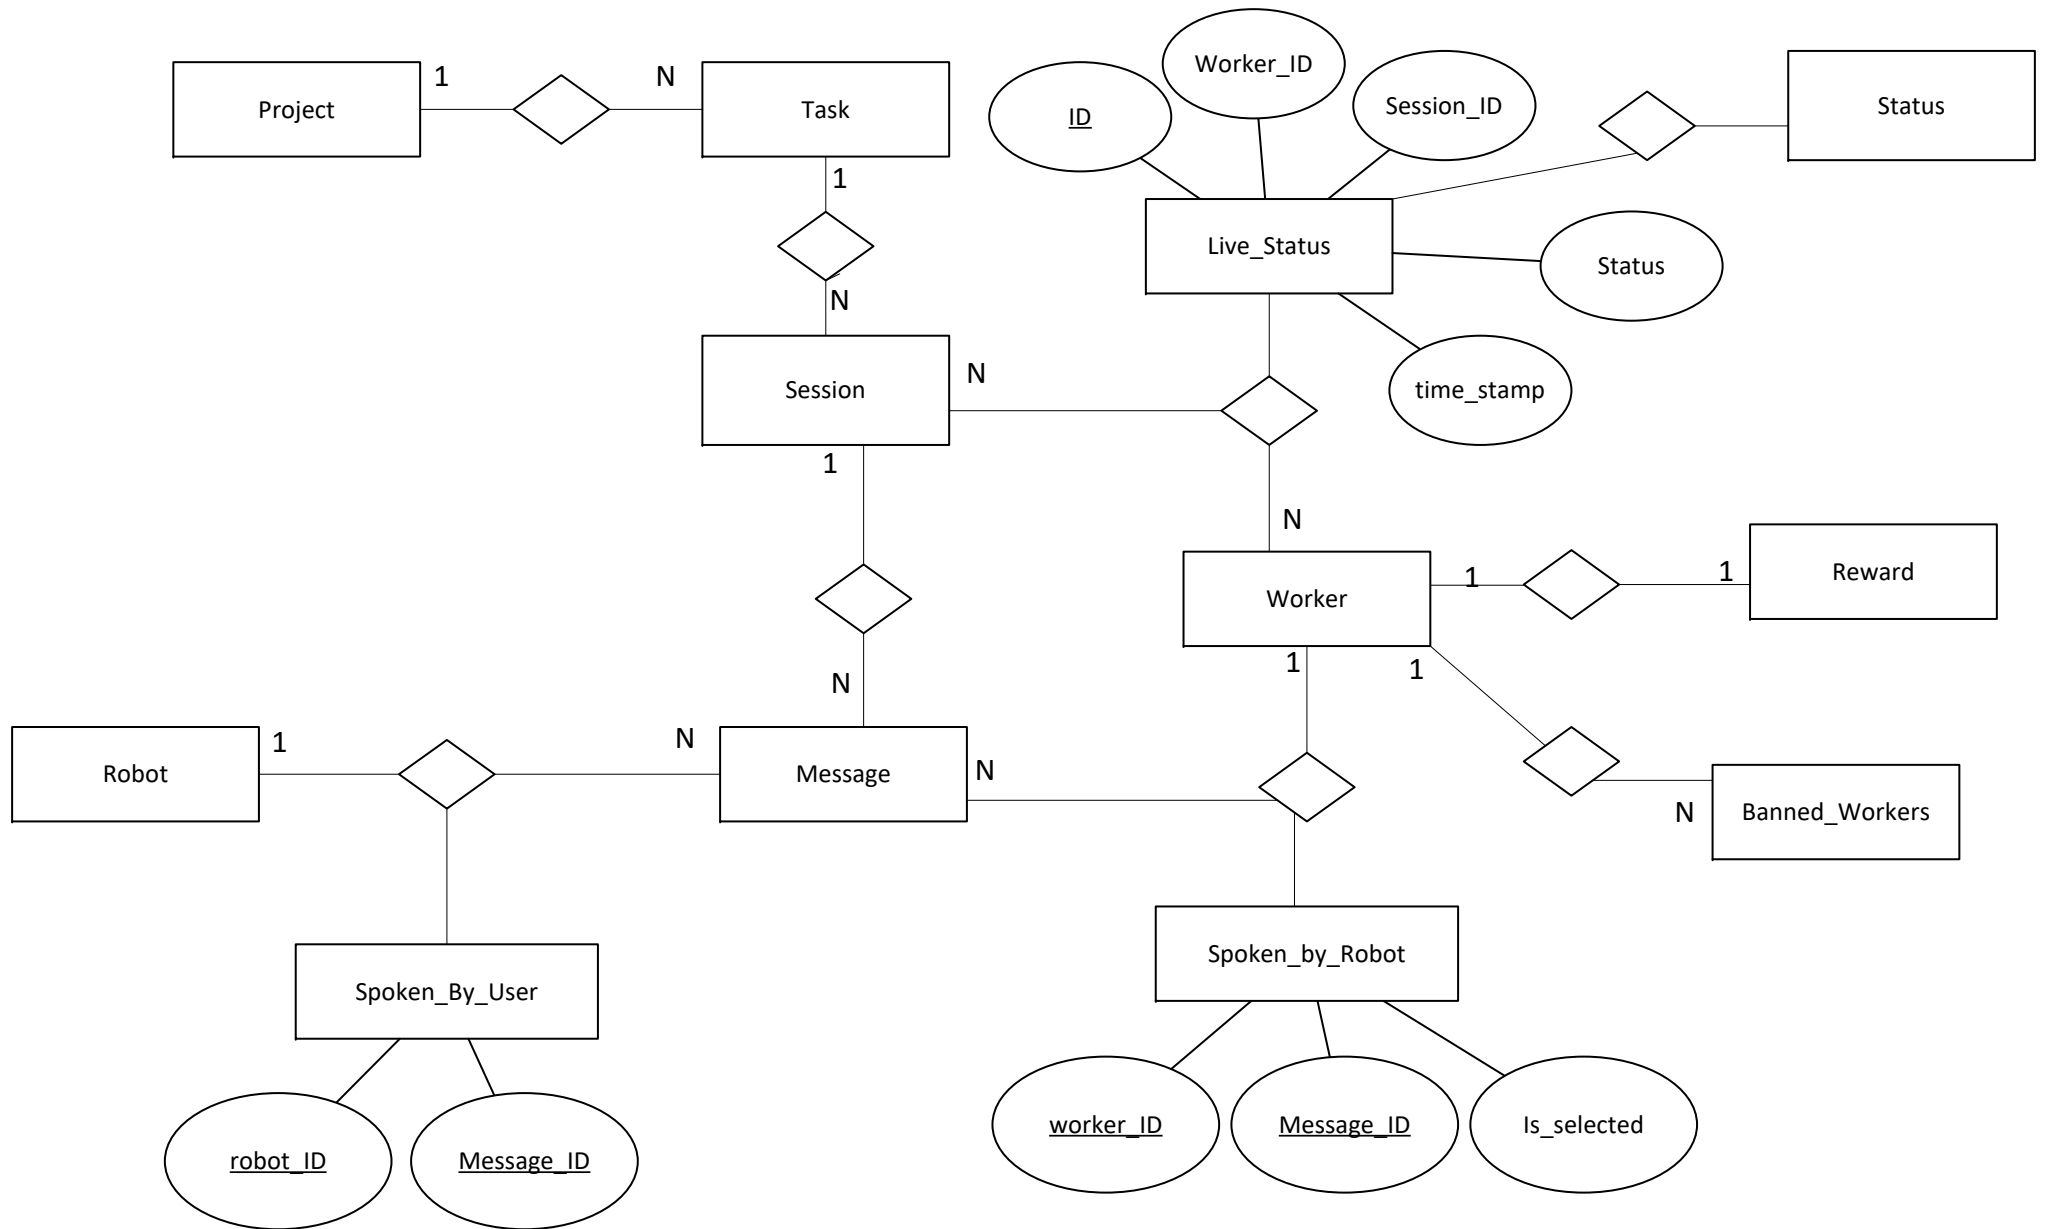 Worker_ID
Project
1
N
Task
ID
Session_ID
Status
1
Live_Status
Status
N
Session
N
time_stamp
1
N
Worker
1
1
Reward
N
1
1
Robot
1
N
Message
N
N
Banned_Workers
Spoken_By_User
Spoken_by_Robot
worker_ID
Message_ID
Is_selected
robot_ID
Message_ID